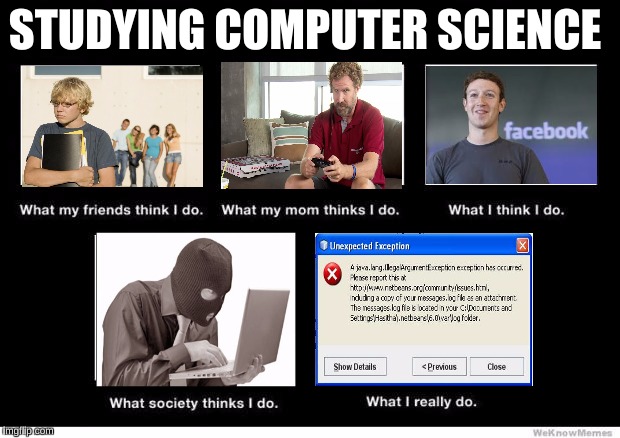 STUDYING COMPUTER SCIENCE
facebook
What my friends think I do.
What my mom thinks I do.
What I think I do.
Unexpected Exception
A java.lang.IllegalArgumentException exception has occurred.
Please report this at
http://www.netbeans.org/community/issues.html,
including a copy of your messages.log file as an attachment.
The messages.log file is located in your C:\Documents and
Settings\Hasitha\.netbeans\6.0\var\log folder.
Show Details
< Previous
Close
What society thinks I do.
What I really do.
imgflip.com
WeKnowMemes